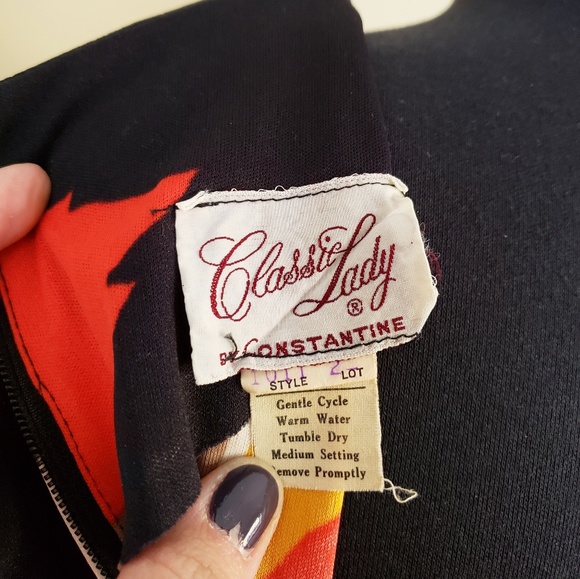 Classic Lady
®
BY CONSTANTINE
STYLE LOT
Gentle Cycle
Warm Water
Tumble Dry
Medium Setting
Remove Promptly